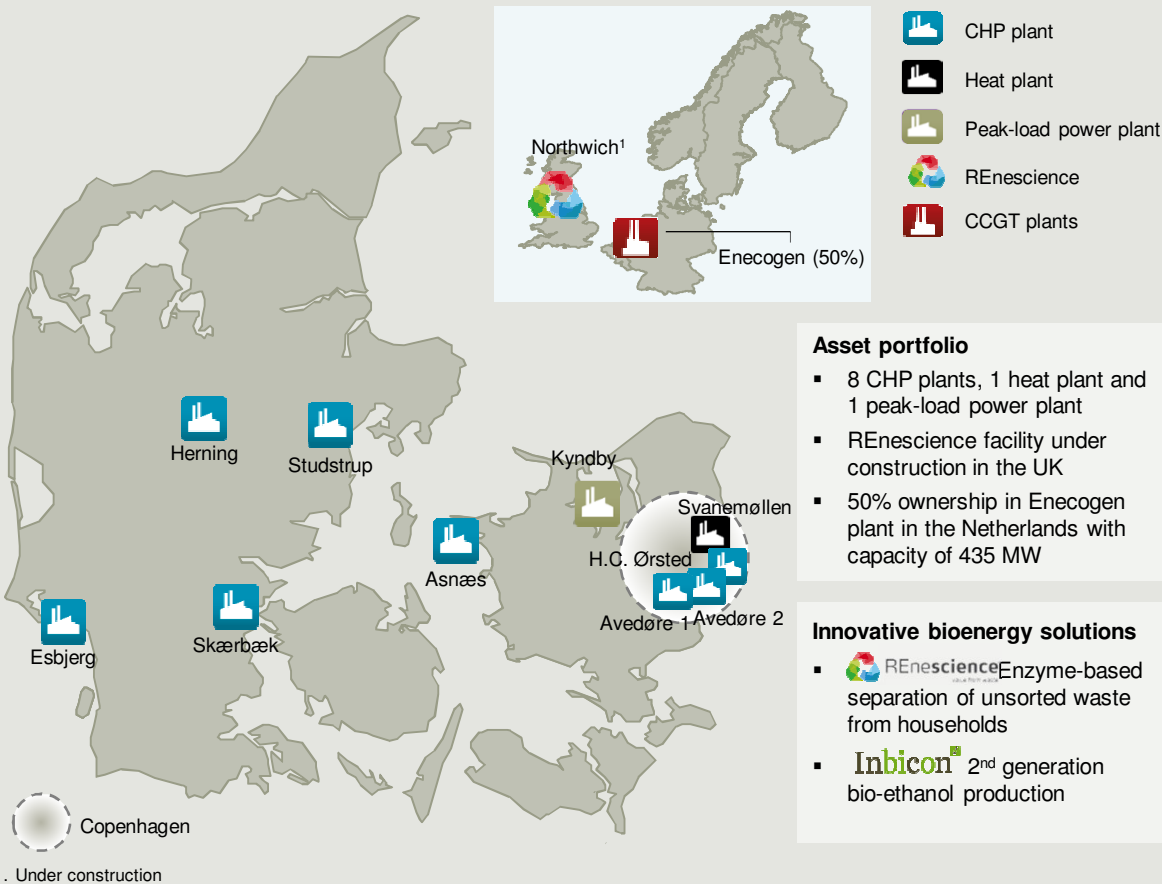 CHP plant
Heat plant
Peak-load power plant
REnescience
CCGT plants
Northwich¹
Enecogen (50%)
Herning
Studstrup
Kyndby
Svanemøllen
H.C. Ørsted
Asnæs
Avedøre 1
Avedøre 2
Esbjerg
Skærbæk
Copenhagen
. Under construction
Asset portfolio
▪ 8 CHP plants, 1 heat plant and
1 peak-load power plant
▪ REnescience facility under
construction in the UK
▪ 50% ownership in Enecogen
plant in the Netherlands with
capacity of 435 MW
Innovative bioenergy solutions
▪ REnescience Enzyme-based
separation of unsorted waste
from households
▪ Inbicon 2nd generation
bio-ethanol production